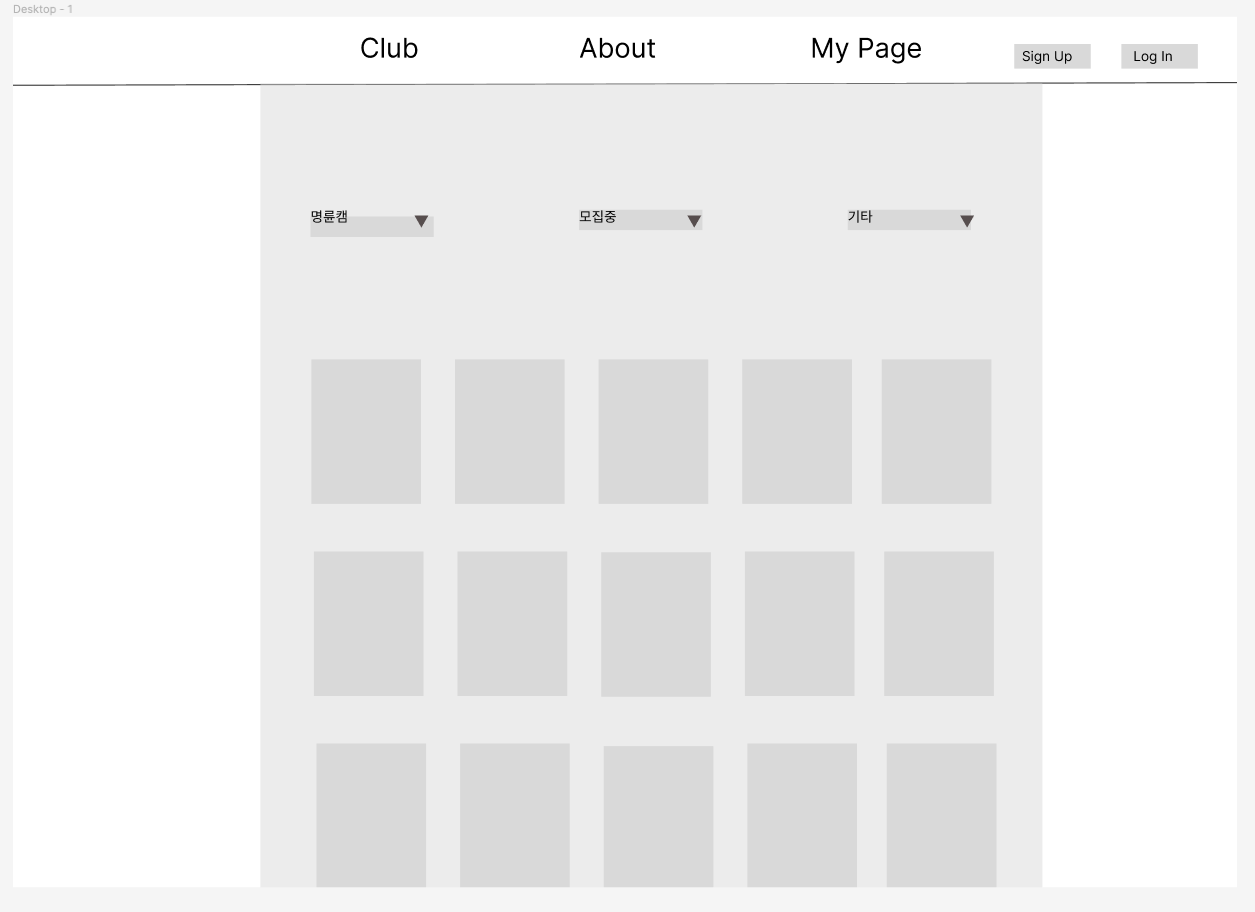 Desktop - 1
Club
About
My Page
Sign Up
Log In
명륜캠
모집중
기타